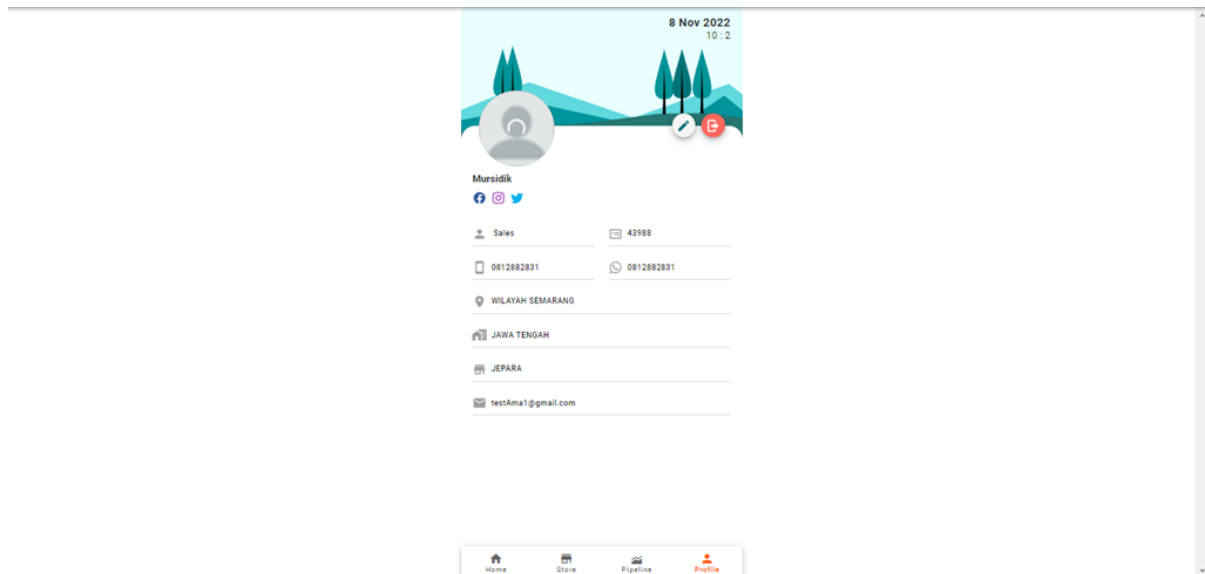 8 Nov 2022
10 : 2
Mursidik
Sales
43988
0812882831
0812882831
WILAYAH SEMARANG
JAWA TENGAH
JEPARA
testAma1@gmail.com
Home
Store
Pipeline
Profile